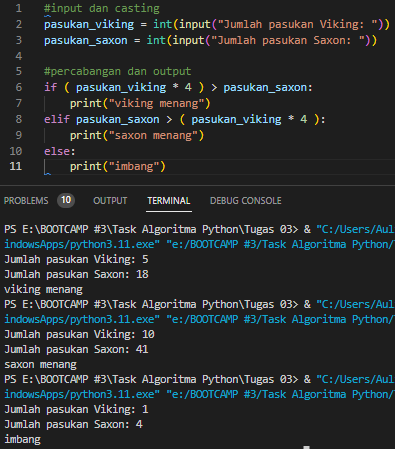 1 #input dan casting
2 pasukan_viking = int(input("Jumlah pasukan Viking: "))
3 pasukan_saxon = int(input("Jumlah pasukan Saxon: "))
4
5 #percabangan dan output
6 if ( pasukan_viking * 4 ) > pasukan_saxon:
7 print("viking menang")
8 elif pasukan_saxon > ( pasukan_viking * 4 ):
9 print("saxon menang")
10 else:
11 print("imbang")
PROBLEMS 10 OUTPUT TERMINAL DEBUG CONSOLE
PS E:\BOOTCAMP #3\Task Algoritma Python\Tugas 03> & "C:/Users/Aul
indowsApps/python3.11.exe" "e:/BOOTCAMP #3/Task Algoritma Python/
Jumlah pasukan Viking: 5
Jumlah pasukan Saxon: 18
viking menang
PS E:\BOOTCAMP #3\Task Algoritma Python\Tugas 03> & "C:/Users/Aul
indowsApps/python3.11.exe" "e:/BOOTCAMP #3/Task Algoritma Python/
Jumlah pasukan Viking: 10
Jumlah pasukan Saxon: 41
saxon menang
PS E:\BOOTCAMP #3\Task Algoritma Python\Tugas 03> & "C:/Users/Aul
indowsApps/python3.11.exe" "e:/BOOTCAMP #3/Task Algoritma Python/
Jumlah pasukan Viking: 1
Jumlah pasukan Saxon: 4
imbang